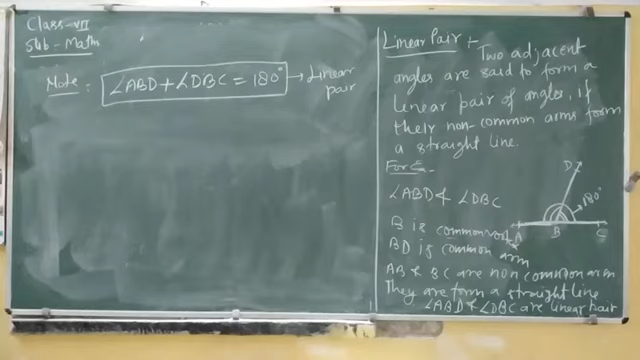 Class-VII
Sub-Maths
Note: ∠ABD+∠DBC=180° → Linear
pair
Linear Pair :- Two adjacent
angles are said to form a
linear pair of angles, if
their non-common arms form
a straight line.
For E.
∠ABD & ∠DBC
D
180°
A B C
B is common vertex
BD is common arm
AB & BC are non common arm
They are form a straight line
∠ABD & ∠DBC are linear pair